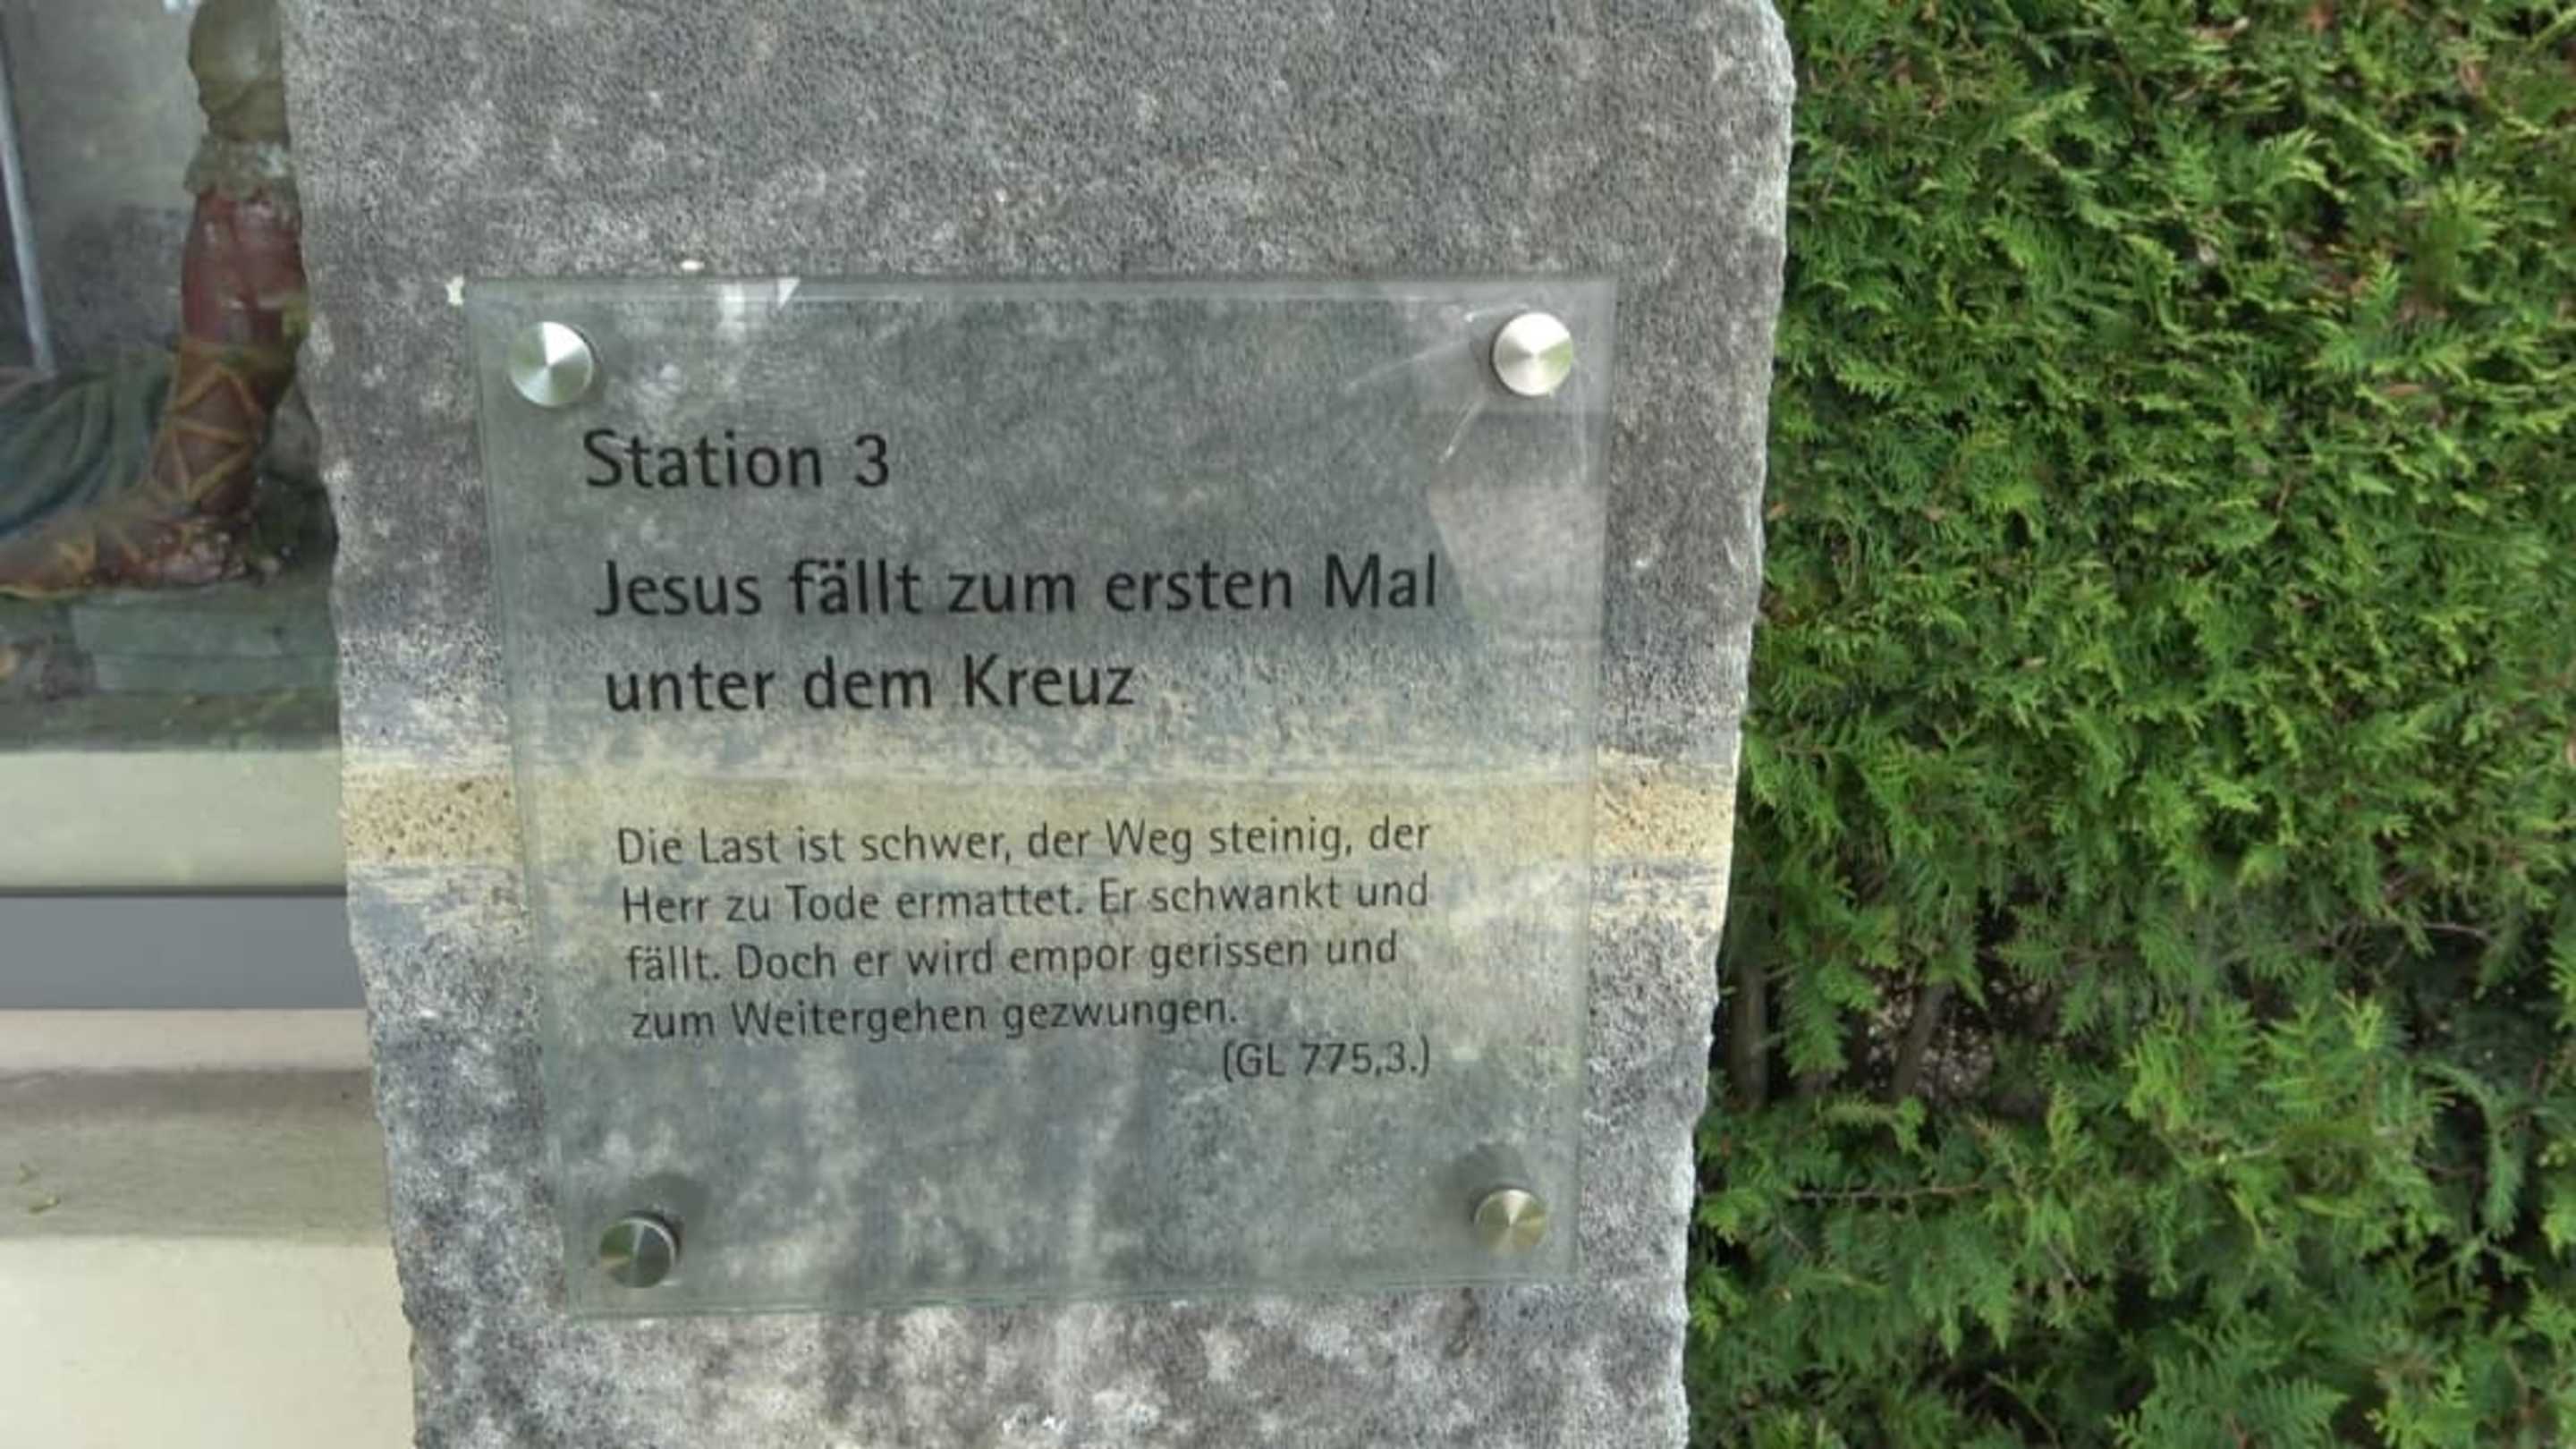 Station 3
Jesus fällt zum ersten Mal
unter dem Kreuz
Die Last ist schwer, der Weg steinig, der
Herr zu Tode ermattet. Er schwankt und
fällt. Doch er wird empor gerissen und
zum Weitergehen gezwungen.
(GL 775,3.)